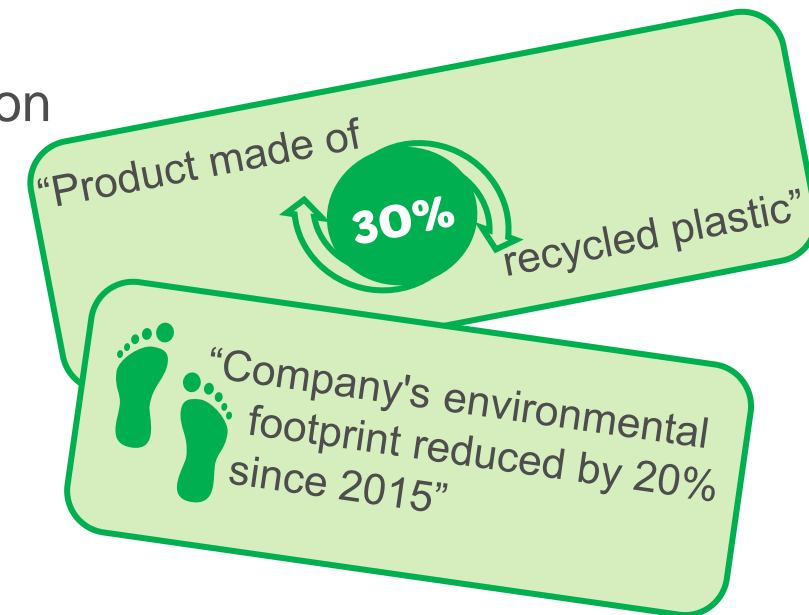 on
“Product made of
30%
recycled plastic”
“Company's environmental
footprint reduced by 20%
since 2015”